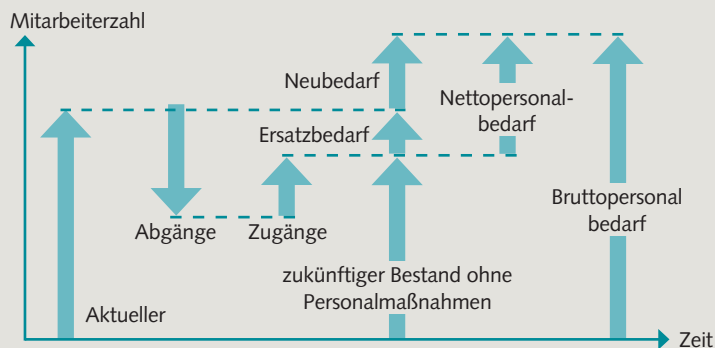 Mitarbeiterzahl
Neubedarf
Nettopersonal-
bedarf
Ersatzbedarf
Bruttopersonal
bedarf
Abgänge
Zugänge
zukünftiger Bestand ohne
Personalmaßnahmen
Aktueller
Zeit